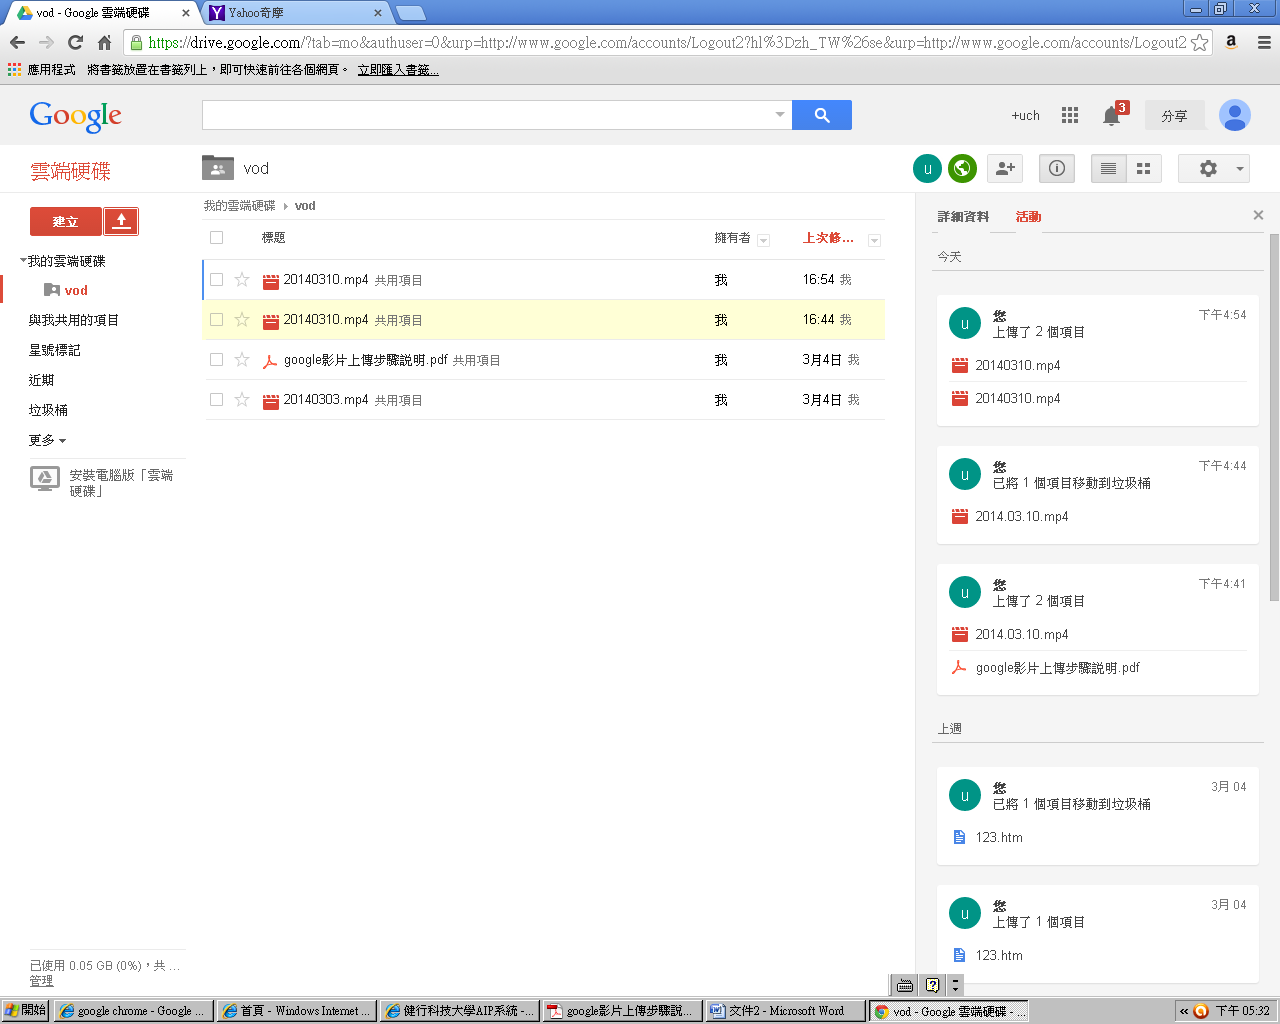 vod - Google 雲端硬碟
Yahoo奇摩
https://drive.google.com/?tab=mo&authuser=0&urp=http://www.google.com/accounts/Logout2?hl%3Dzh_TW%26se&urp=http://www.google.com/accounts/Logout2
應用程式 將書籤放置在書籤列上，即可快速前往各個網頁。 立即匯入書籤...
Google
+uch
3
分享
雲端硬碟
vod
u
建立
我的雲端硬碟 vod
我的雲端硬碟
vod
與我共用的項目
星號標記
近期
垃圾桶
更多
安裝電腦版「雲端
硬碟」
標題 擁有者 上次修...
20140310.mp4 共用項目 我 16:54 我
20140310.mp4 共用項目 我 16:44 我
google影片上傳步驟說明.pdf 共用項目 我 3月4日 我
20140303.mp4 共用項目 我 3月4日 我
詳細資料 活動
今天
u
您 下午4:54
上傳了 2 個項目
20140310.mp4
20140310.mp4
u
您 下午4:44
已將 1 個項目移動到垃圾桶
2014.03.10.mp4
u
您 下午4:41
上傳了 2 個項目
2014.03.10.mp4
google影片上傳步驟說明.pdf
上週
u
您 3月 04
已將 1 個項目移動到垃圾桶
123.htm
u
您 3月 04
上傳了 1 個項目
123.htm
已使用 0.05 GB (0%)，共 ...
管理
開始
google chrome - Google ...
首頁 - Windows Internet ...
健行科技大學AIP系統 -...
google影片上傳步驟說...
文件2 - Microsoft Word
vod - Google 雲端硬碟 - ...
下午 05:32